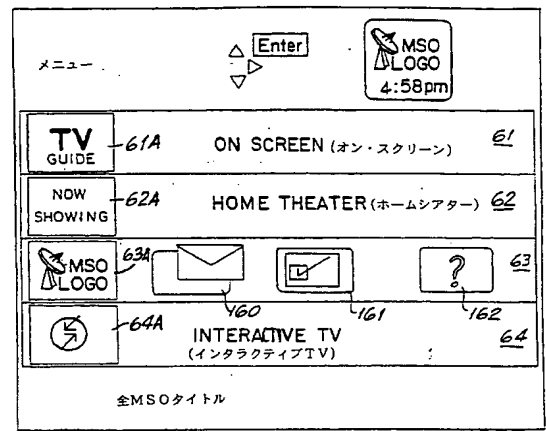 メニュー
Enter
MSO
LOGO
4:58pm
TV
GUIDE
61A
ON SCREEN (オン・スクリーン)
61
NOW
SHOWING
62A
HOME THEATER (ホームシアター)
62
MSO
LOGO
63A
160
161
?
162
63
64A
INTERACTIVE TV
(インタラクティブTV)
64
全MSOタイトル